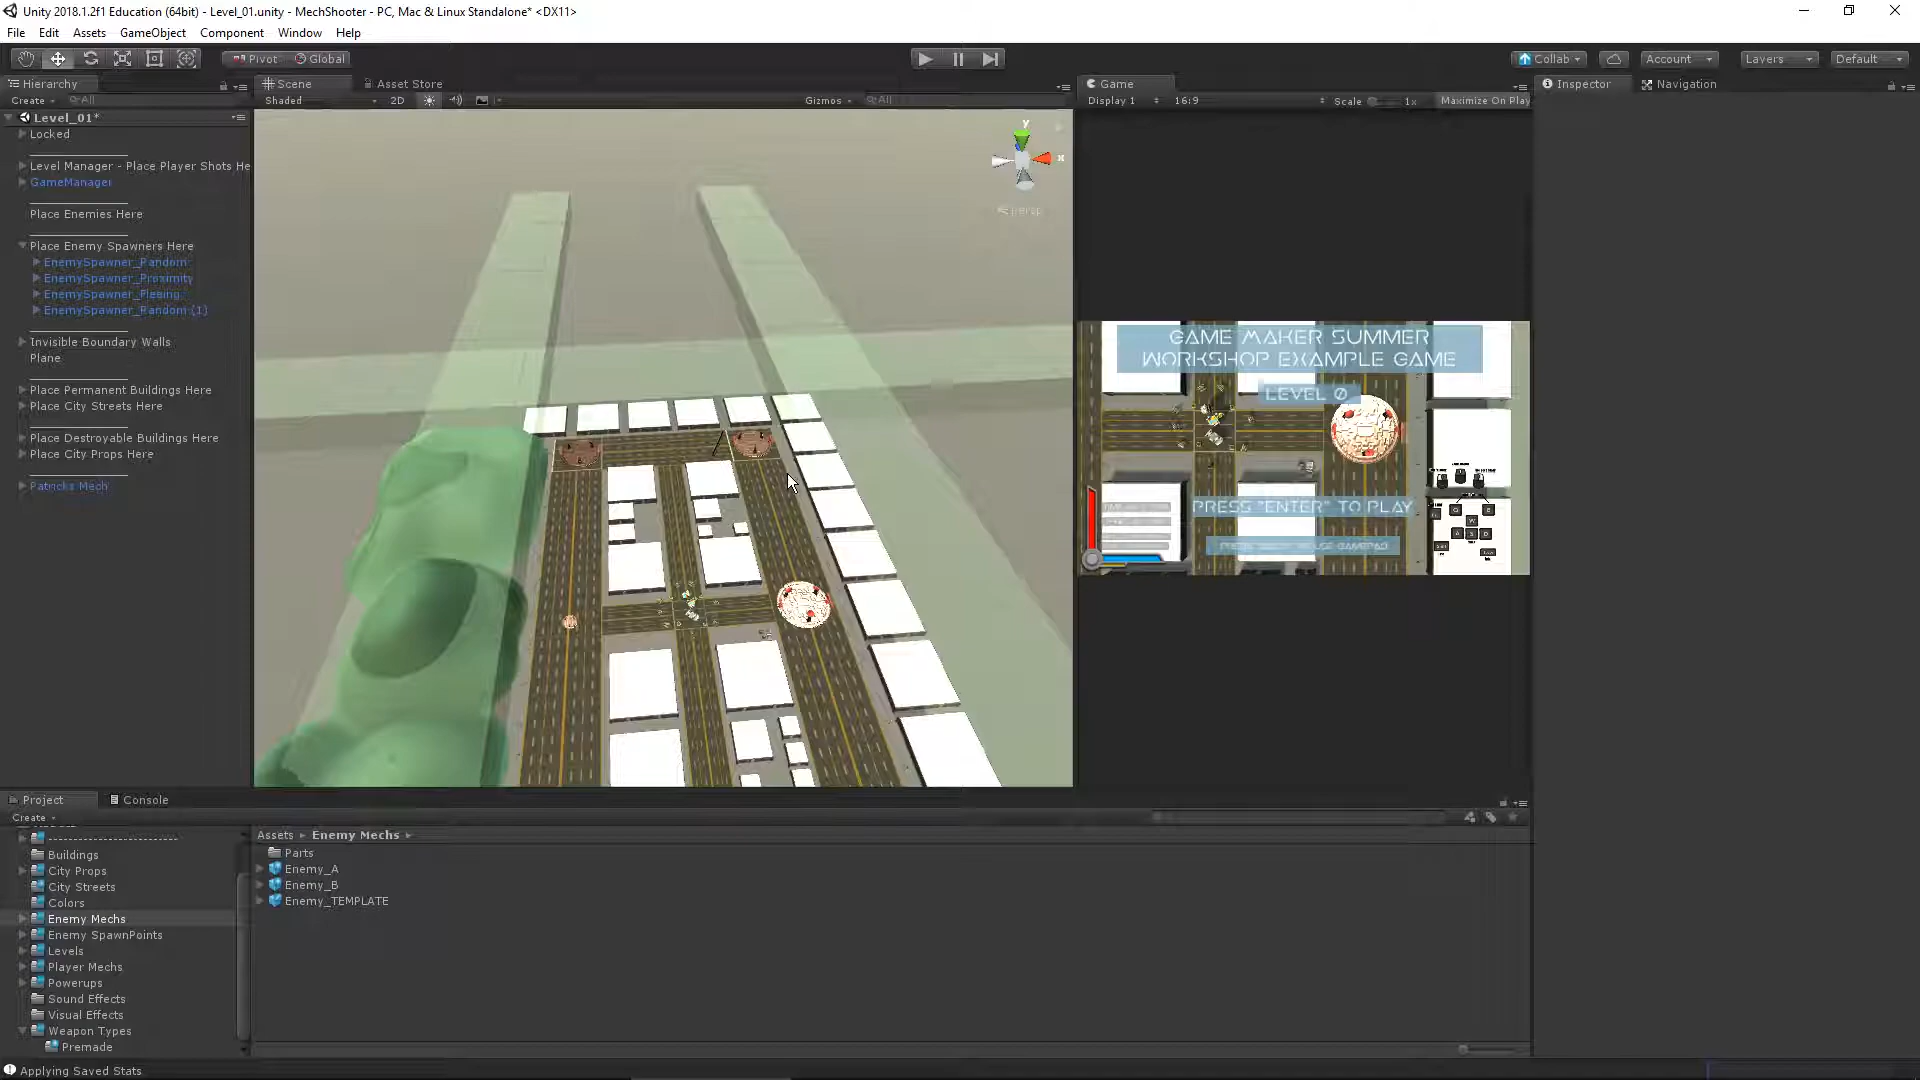 Unity 2018.1.2f1 Education (64bit) - Level_01.unity - MechShooter - PC, Mac & Linux Standalone* <DX11>
File Edit Assets GameObject Component Window Help
Pivot Global Collab Account Layers Default
Hierarchy
Create All
Level_01*
Locked
Level Manager - Place Player Shots He
GameManager
Place Enemies Here
Place Enemy Spawners Here
EnemySpawner_Random
EnemySpawner_Proximity
EnemySpawner_Fleeing
EnemySpawner_Random (1)
Invisible Boundary Walls
Plane
Place Permanent Buildings Here
Place City Streets Here
Place Destroyable Buildings Here
Place City Props Here
Patricks Mech
Scene Asset Store
Shaded 2D Gizmos All
y
x
Persp
Game
Display 1 16:9 Scale 1x Maximize On Play
GAME MAKER SUMMER
WORKSHOP EXAMPLE GAME
LEVEL 0
PRESS "ENTER" TO PLAY
Inspector Navigation
Project Console
Create
Buildings
City Props
City Streets
Colors
Enemy Mechs
Enemy SpawnPoints
Levels
Player Mechs
Powerups
Sound Effects
Visual Effects
Weapon Types
Premade
Assets Enemy Mechs
Parts
Enemy_A
Enemy_B
Enemy_TEMPLATE
Applying Saved Stats